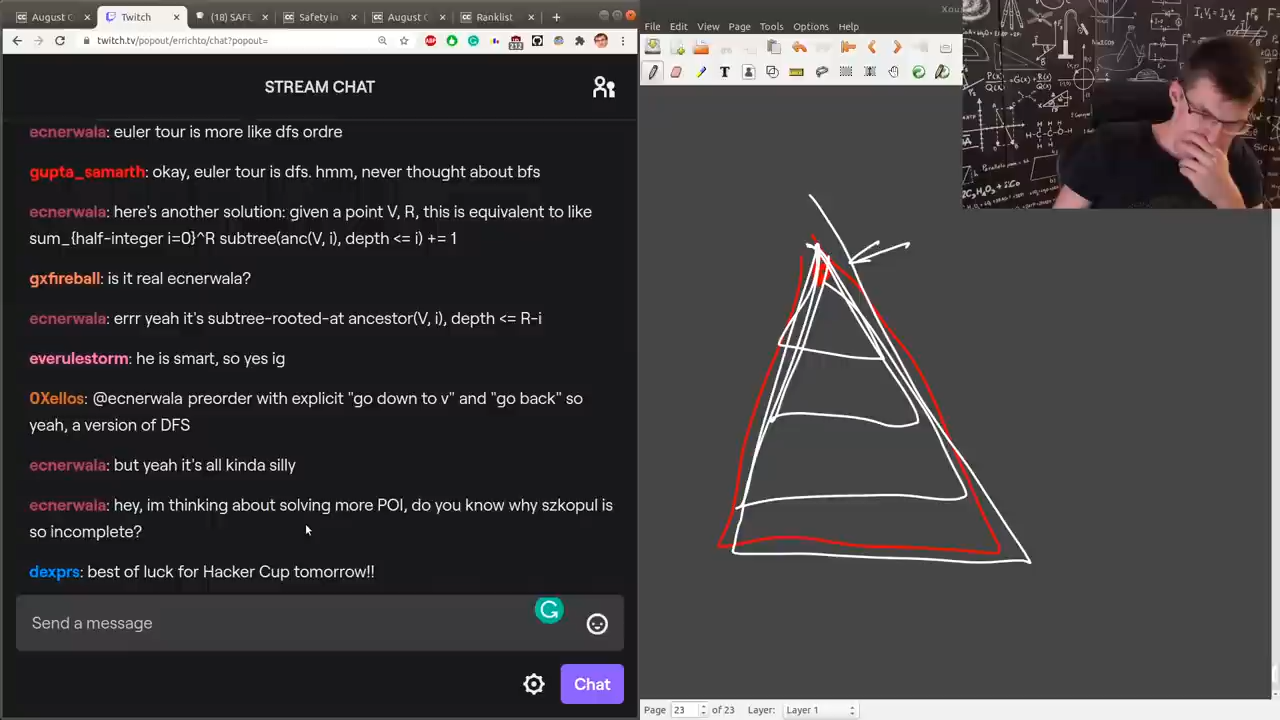 August C
Twitch
(18) SAFE
Safety in
August C
Ranklist
twitch.tv/popout/errichto/chat?popout=
212
STREAM CHAT
ecnerwala: euler tour is more like dfs ordre
gupta_samarth: okay, euler tour is dfs. hmm, never thought about bfs
ecnerwala: here's another solution: given a point V, R, this is equivalent to like
sum_{half-integer i=0}^R subtree(anc(V, i), depth <= i) += 1
gxfireball: is it real ecnerwala?
ecnerwala: errr yeah it's subtree-rooted-at ancestor(V, i), depth <= R-i
everulestorm: he is smart, so yes ig
0Xellos: @ecnerwala preorder with explicit "go down to v" and "go back" so
yeah, a version of DFS
ecnerwala: but yeah it's all kinda silly
ecnerwala: hey, im thinking about solving more POI, do you know why szkopul is
so incomplete?
dexprs: best of luck for Hacker Cup tomorrow!!
Send a message
Chat
File Edit View Page Tools Options Help
Page 23 of 23 Layer: Layer 1